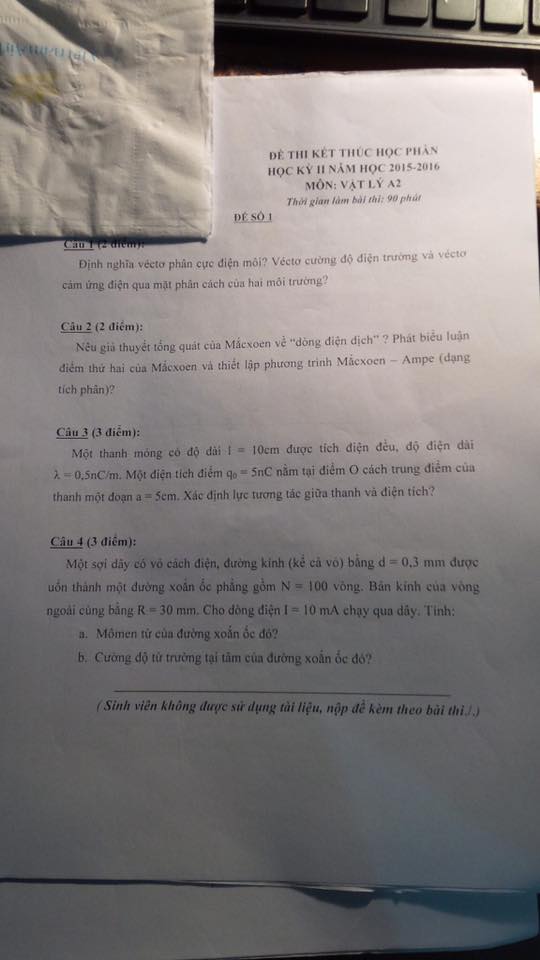 ĐỀ THI KẾT THÚC HỌC PHẦN
HỌC KỲ II NĂM HỌC 2015-2016
MÔN: VẬT LÝ A2
Thời gian làm bài thi: 90 phút
ĐỀ SỐ 1
Câu 1 (2 điểm):
Định nghĩa véctơ phân cực điện môi? Véctơ cường độ điện trường và véctơ
cảm ứng điện qua mặt phân cách của hai môi trường?
Câu 2 (2 điểm):
Nêu giả thuyết tổng quát của Mắcxoen về “dòng điện dịch” ? Phát biểu luận
điểm thứ hai của Mắcxoen và thiết lập phương trình Mắcxoen – Ampe (dạng
tích phân)?
Câu 3 (3 điểm):
Một thanh mỏng có độ dài l = 10cm được tích điện đều, độ điện dài
λ = 0,5nC/m. Một điện tích điểm q₀ = 5nC nằm tại điểm O cách trung điểm của
thanh một đoạn a = 5cm. Xác định lực tương tác giữa thanh và điện tích?
Câu 4 (3 điểm):
Một sợi dây có vỏ cách điện, đường kính (kể cả vỏ) bằng d = 0,3 mm được
uốn thành một đường xoắn ốc phẳng gồm N = 100 vòng. Bán kính của vòng
ngoài cùng bằng R = 30 mm. Cho dòng điện I = 10 mA chạy qua dây. Tính:
a. Mômen từ của đường xoắn ốc đó?
b. Cường độ từ trường tại tâm của đường xoắn ốc đó?
( Sinh viên không được sử dụng tài liệu, nộp đề kèm theo bài thi./.)